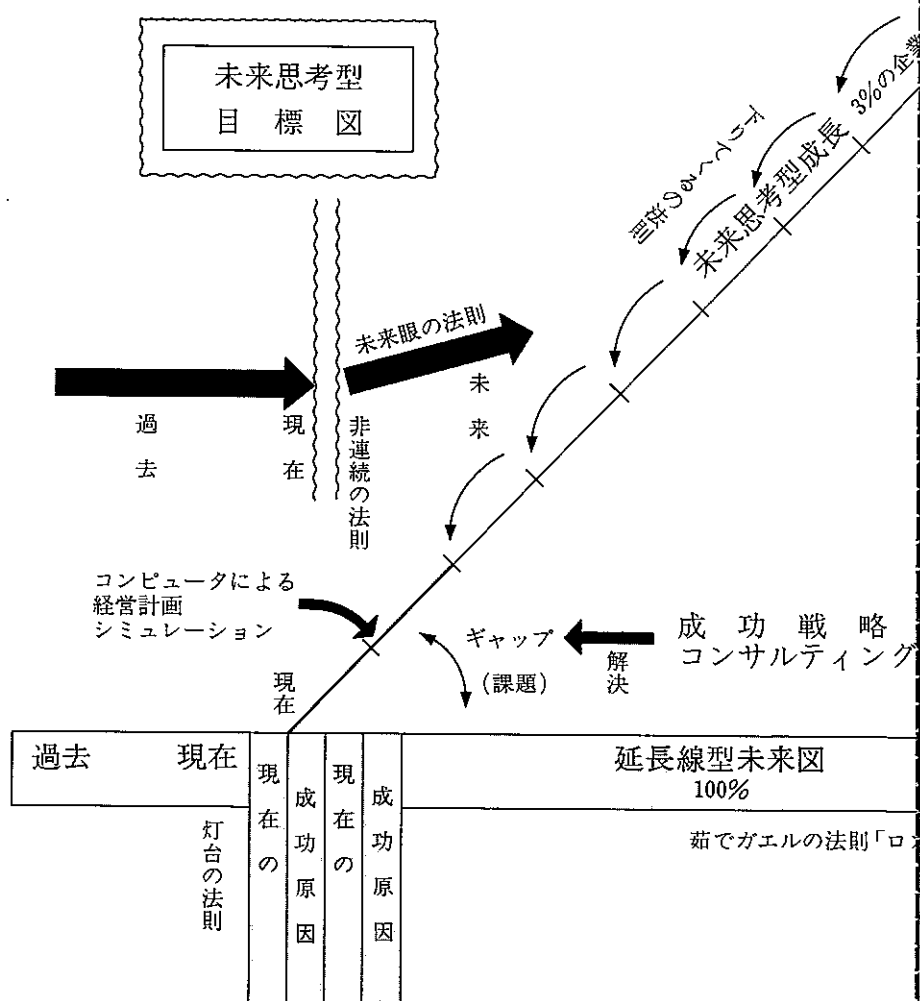 未来思考型
目標図
下りてくるの法則
未来思考型成長 3%の企業
未来眼の法則
過去
現在
非連続の法則
未来
コンピュータによる
経営計画
シミュレーション
現在
ギャップ
(課題)
解決
成功戦略
コンサルティング
過去 現在
延長線型未来図
100%
灯台の法則
現在の
成功原因
現在の
成功原因
茹でガエルの法則「ロ